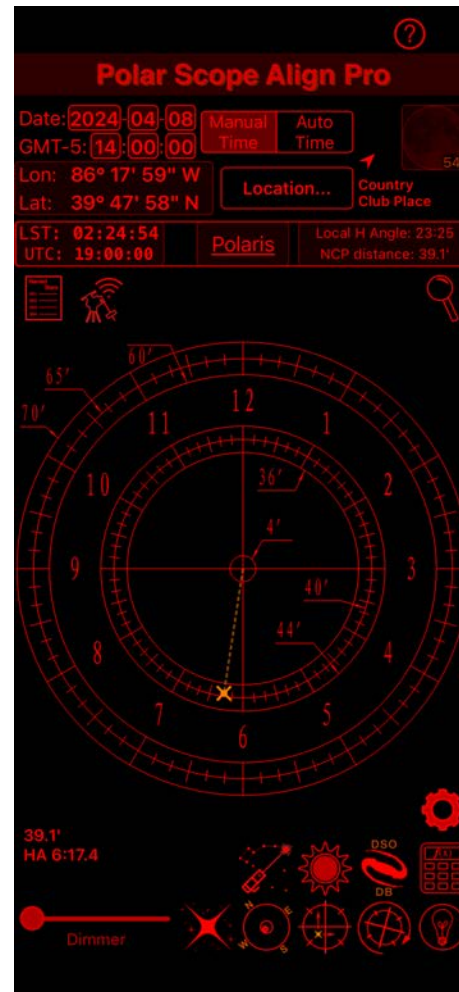 ?
Polar Scope Align Pro
Date: 2024-04-08
GMT-5: 14:00:00
Manual Time
Auto Time
54
Lon: 86° 17' 59" W
Lat: 39° 47' 58" N
Location...
Country Club Place
LST: 02:24:54
UTC: 19:00:00
Polaris
Local H Angle: 23:25
NCP distance: 39.1'
60'
65'
70'
12
11
1
10
2
36'
4'
9
3
40'
44'
8
4
7
5
6
39.1'
HA 6:17.4
DSO
DB
f(x)
N
E
W
S
Dimmer